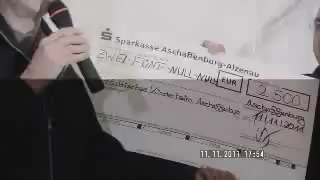 Sparkasse Aschaffenburg-Alzenau
ZWEI-FÜNF-NULL-NULL EUR 2.500
Aschaffenburg
11/11/2011
11.11.2011 17:54